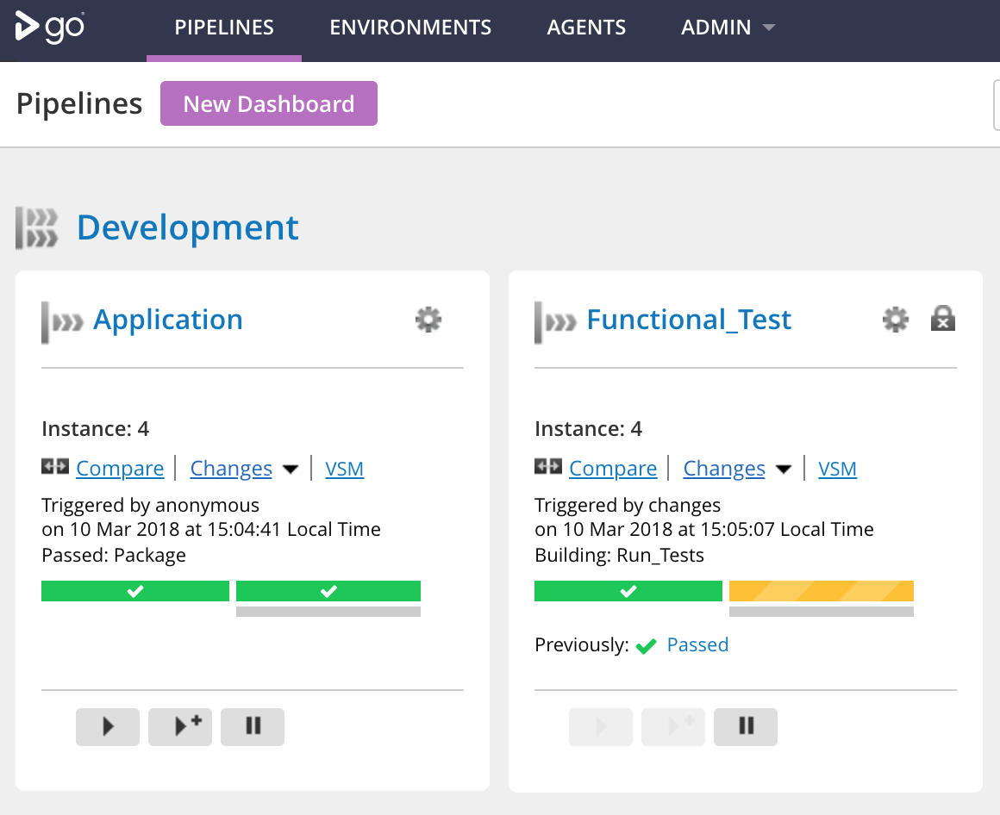 go
PIPELINES
ENVIRONMENTS
AGENTS
ADMIN
Pipelines
New Dashboard
Development
Application
Instance: 4
Compare
Changes
VSM
Triggered by anonymous
on 10 Mar 2018 at 15:04:41 Local Time
Passed: Package
Functional_Test
Instance: 4
Compare
Changes
VSM
Triggered by changes
on 10 Mar 2018 at 15:05:07 Local Time
Building: Run_Tests
Previously: Passed